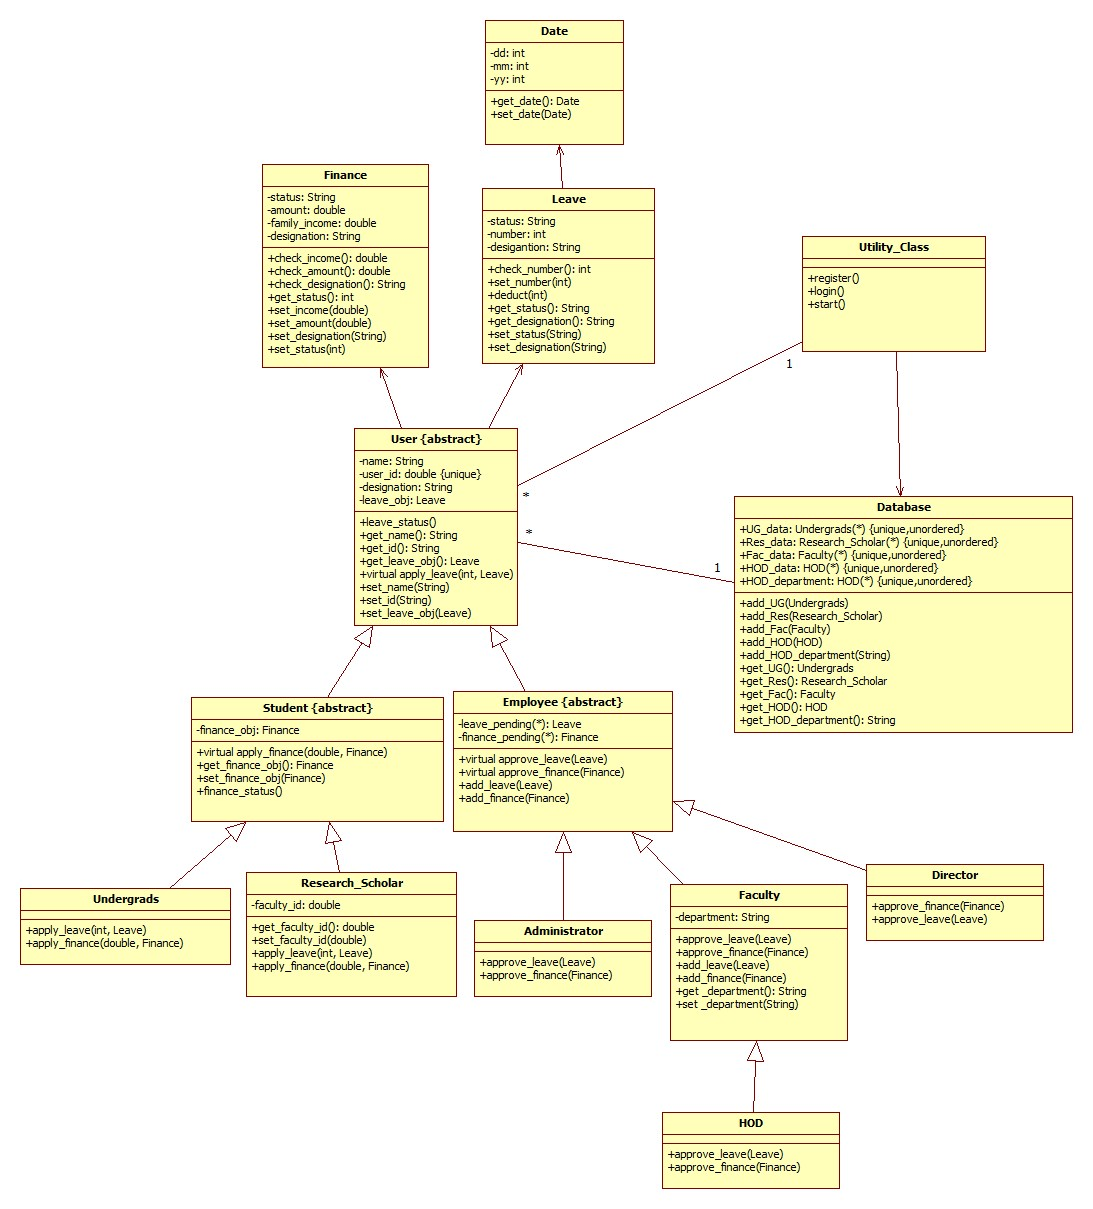 Date
-dd: int
-mm: int
-yy: int
+get_date(): Date
+set_date(Date)
Finance
-status: String
-amount: double
-family_income: double
-designation: String
+check_income(): double
+check_amount(): double
+check_designation(): String
+get_status(): int
+set_income(double)
+set_amount(double)
+set_designation(String)
+set_status(int)
Leave
-status: String
-number: int
-desigantion: String
+check_number(): int
+set_number(int)
+deduct(int)
+get_status(): String
+get_designation(): String
+set_status(String)
+set_designation(String)
Utility_Class
+register()
+login()
+start()
1
*
*
1
User {abstract}
-name: String
-user_id: double {unique}
-designation: String
-leave_obj: Leave
+leave_status()
+get_name(): String
+get_id(): String
+get_leave_obj(): Leave
+virtual apply_leave(int, Leave)
+set_name(String)
+set_id(String)
+set_leave_obj(Leave)
Database
+UG_data: Undergrads(*) {unique,unordered}
+Res_data: Research_Scholar(*) {unique,unordered}
+Fac_data: Faculty(*) {unique,unordered}
+HOD_data: HOD(*) {unique,unordered}
+HOD_department: HOD(*) {unique,unordered}
+add_UG(Undergrads)
+add_Res(Research_Scholar)
+add_Fac(Faculty)
+add_HOD(HOD)
+add_HOD_department(String)
+get_UG(): Undergrads
+get_Res(): Research_Scholar
+get_Fac(): Faculty
+get_HOD(): HOD
+get_HOD_department(): String
Student {abstract}
-finance_obj: Finance
+virtual apply_finance(double, Finance)
+get_finance_obj(): Finance
+set_finance_obj(Finance)
+finance_status()
Employee {abstract}
-leave_pending(*): Leave
-finance_pending(*): Finance
+virtual approve_leave(Leave)
+virtual approve_finance(Finance)
+add_leave(Leave)
+add_finance(Finance)
Undergrads
+apply_leave(int, Leave)
+apply_finance(double, Finance)
Research_Scholar
-faculty_id: double
+get_faculty_id(): double
+set_faculty_id(double)
+apply_leave(int, Leave)
+apply_finance(double, Finance)
Administrator
+approve_leave(Leave)
+approve_finance(Finance)
Faculty
-department: String
+approve_leave(Leave)
+approve_finance(Finance)
+add_leave(Leave)
+add_finance(Finance)
+get _department(): String
+set _department(String)
Director
+approve_finance(Finance)
+approve_leave(Leave)
HOD
+approve_leave(Leave)
+approve_finance(Finance)